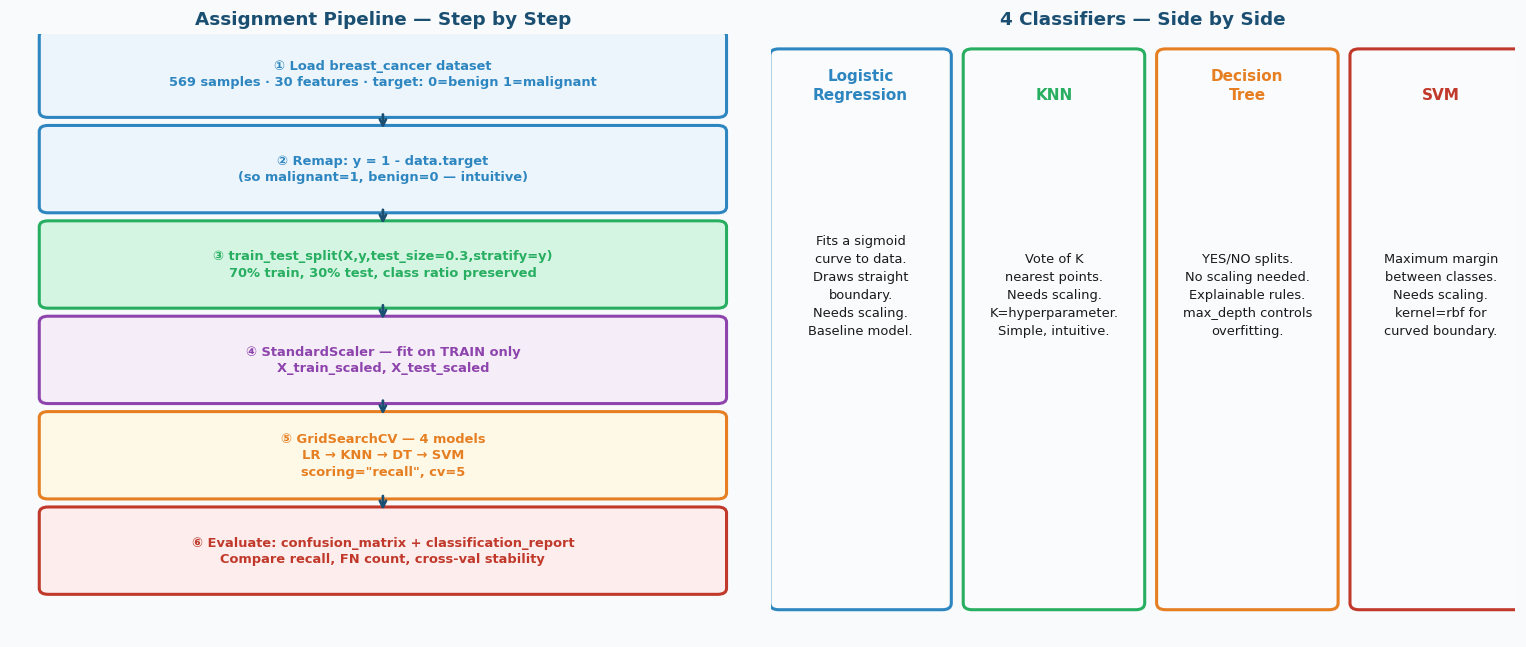 Assignment Pipeline — Step by Step
① Load breast_cancer dataset
569 samples · 30 features · target: 0=benign 1=malignant
② Remap: y = 1 - data.target
(so malignant=1, benign=0 — intuitive)
③ train_test_split(X,y,test_size=0.3,stratify=y)
70% train, 30% test, class ratio preserved
④ StandardScaler — fit on TRAIN only
X_train_scaled, X_test_scaled
⑤ GridSearchCV — 4 models
LR → KNN → DT → SVM
scoring="recall", cv=5
⑥ Evaluate: confusion_matrix + classification_report
Compare recall, FN count, cross-val stability
4 Classifiers — Side by Side
Logistic
Regression
Fits a sigmoid
curve to data.
Draws straight
boundary.
Needs scaling.
Baseline model.
KNN
Vote of K
nearest points.
Needs scaling.
K=hyperparameter.
Simple, intuitive.
Decision
Tree
YES/NO splits.
No scaling needed.
Explainable rules.
max_depth controls
overfitting.
SVM
Maximum margin
between classes.
Needs scaling.
kernel=rbf for
curved boundary.